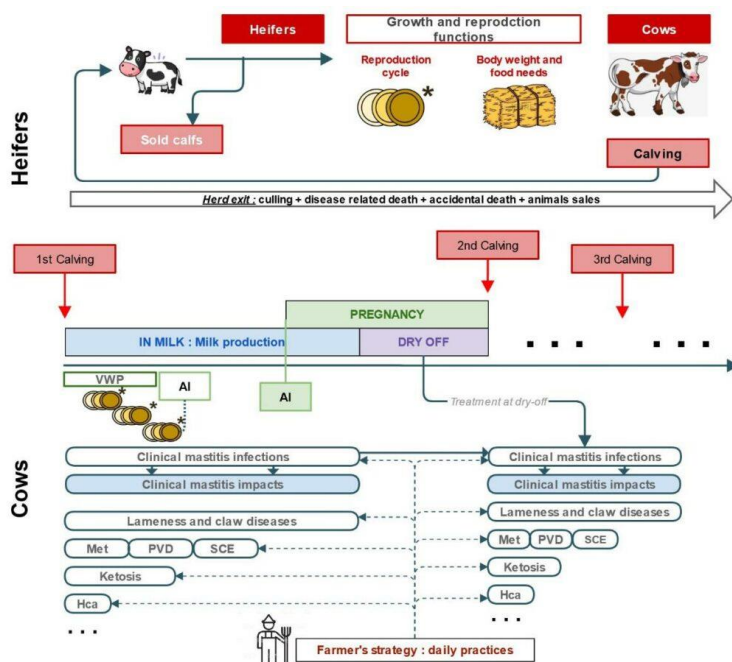 Heifers
Heifers
Growth and reprodction
functions
Cows
Reproduction
cycle
*
Body weight and
food needs
Sold calfs
Calving
Herd exit : culling + disease related death + accidental death + animals sales
Cows
1st Calving
2nd Calving
3rd Calving
PREGNANCY
IN MILK : Milk production
DRY OFF
VWP
AI
*
*
*
AI
Treatment at dry-off
Clinical mastitis infections
Clinical mastitis impacts
Lameness and claw diseases
Met
PVD
SCE
Ketosis
Hca
. . .
Clinical mastitis infections
Clinical mastitis impacts
Lameness and claw diseases
Met
PVD
SCE
Ketosis
Hca
. . .
Farmer's strategy : daily practices